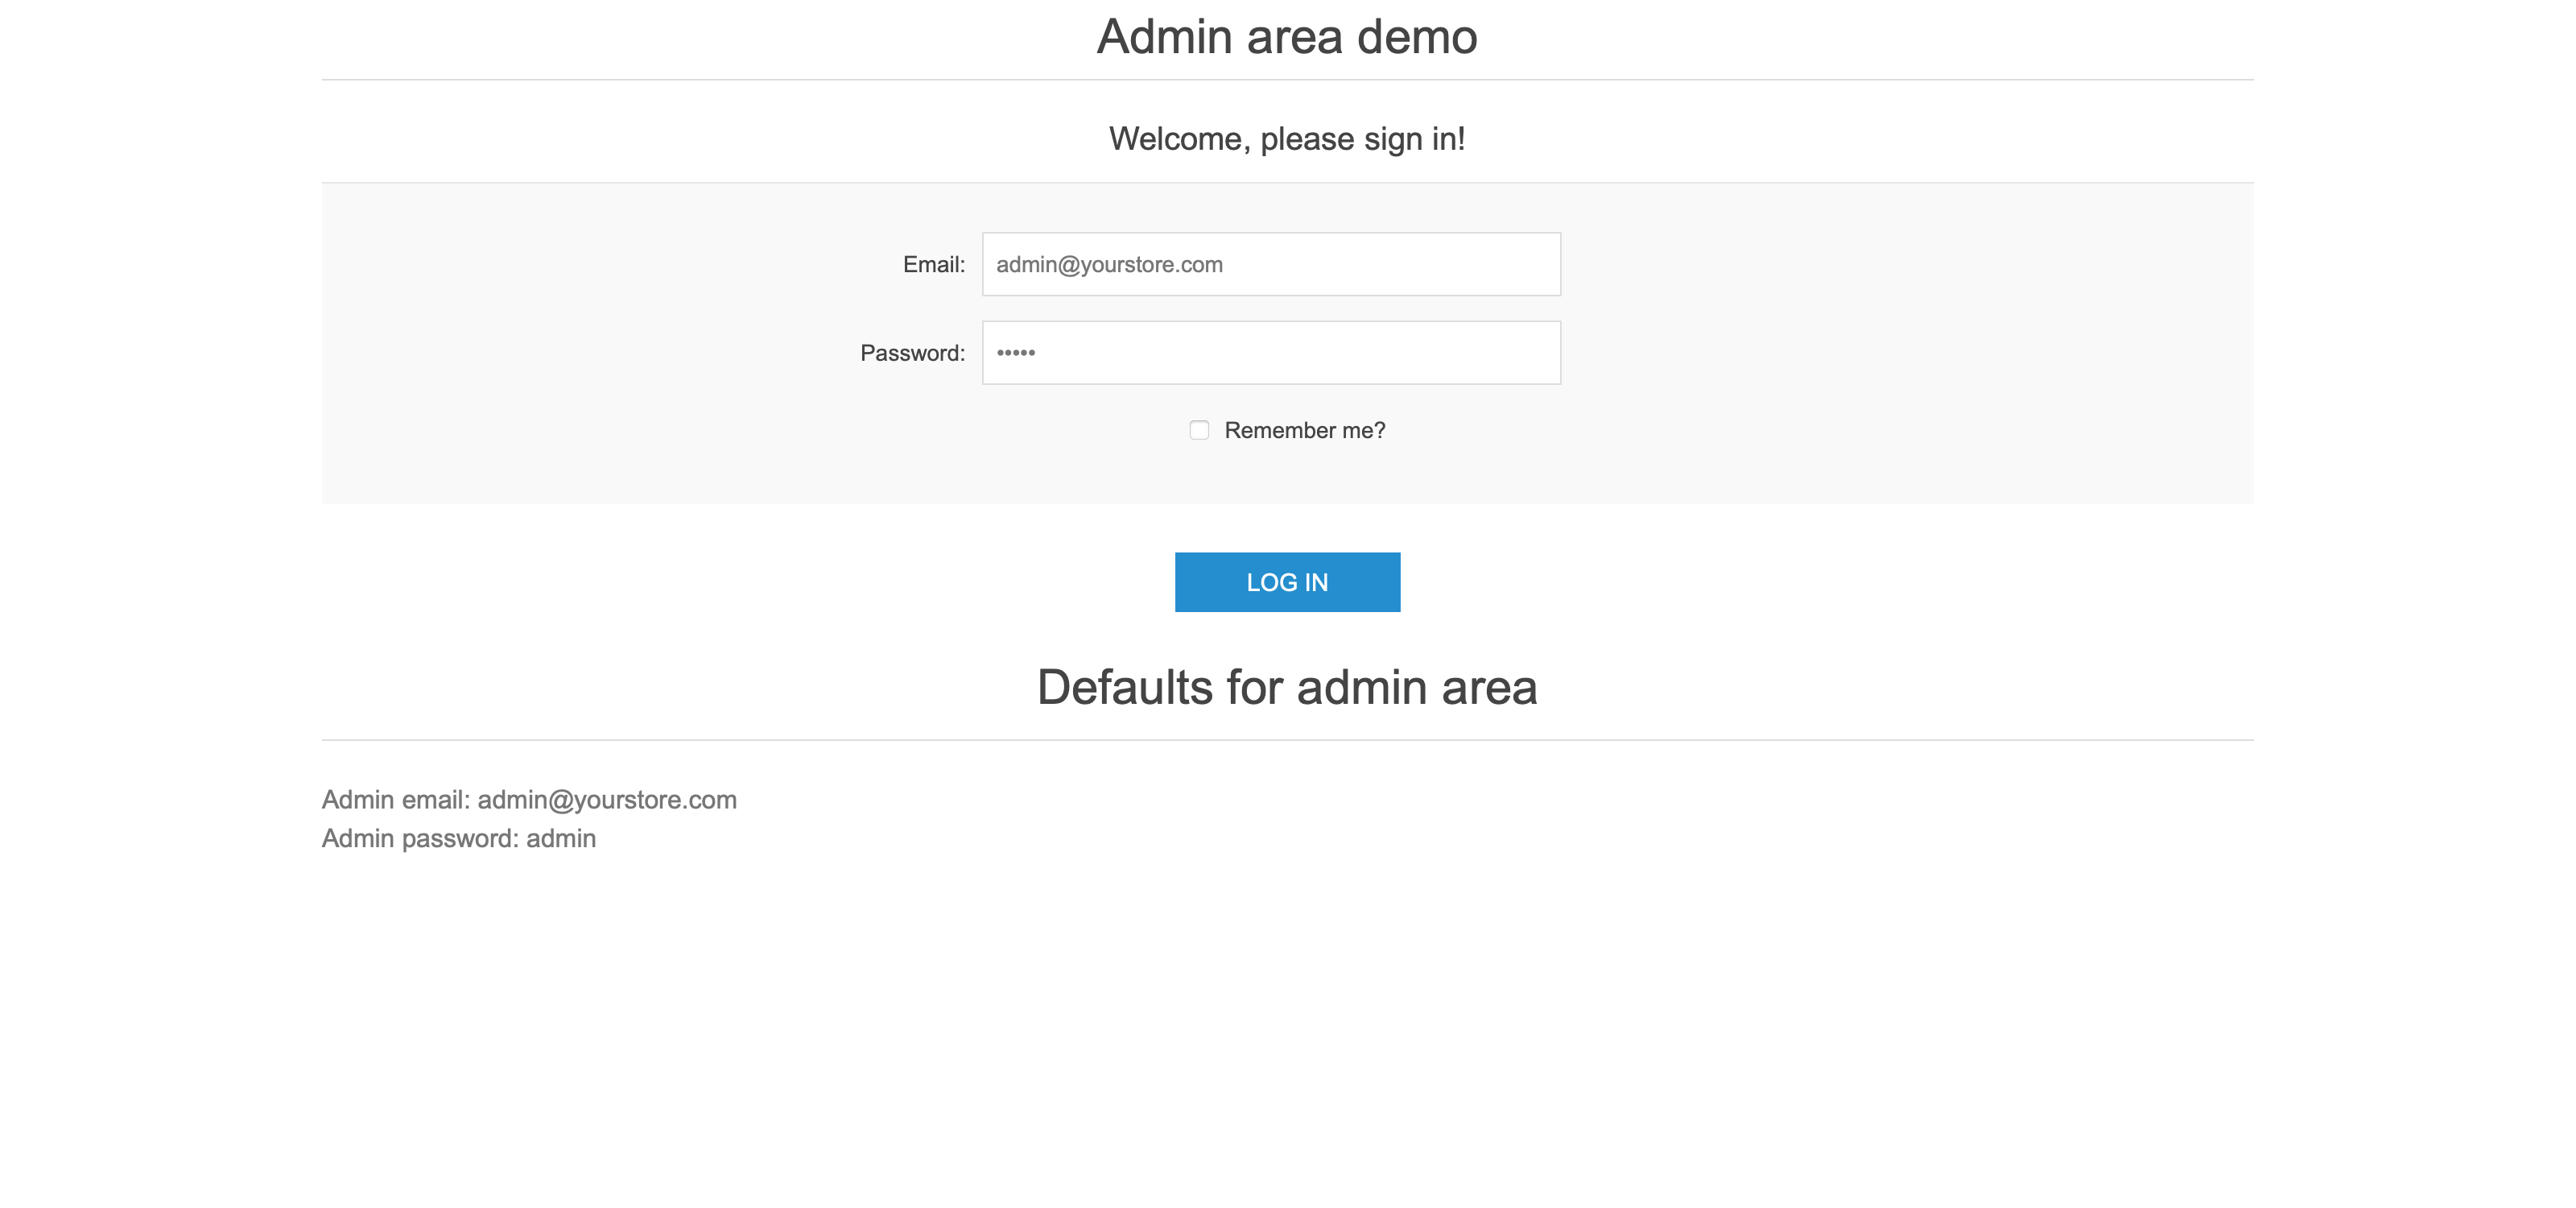 Admin area demo
Welcome, please sign in!
Email: admin@yourstore.com
Password: •••••
Remember me?
LOG IN
Defaults for admin area
Admin email: admin@yourstore.com
Admin password: admin